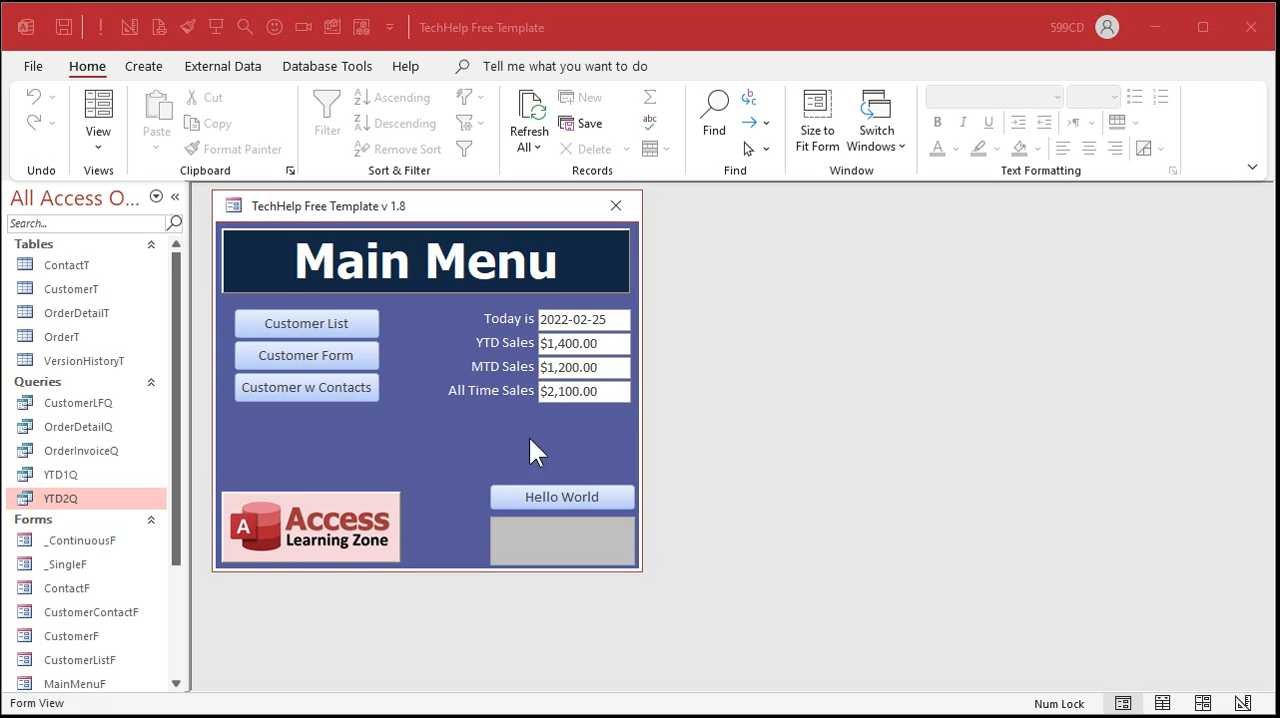 TechHelp Free Template
599CD
File Home Create External Data Database Tools Help Tell me what you want to do
Undo
View
Views
Paste
Cut
Copy
Format Painter
Clipboard
Filter
Ascending
Descending
Remove Sort
Sort & Filter
Refresh All
New
Save
Delete
Records
Find
Find
Size to Fit Form
Switch Windows
Window
B I U
A
Text Formatting
All Access O...
Search...
Tables
ContactT
CustomerT
OrderDetailT
OrderT
VersionHistoryT
Queries
CustomerLFQ
OrderDetailQ
OrderInvoiceQ
YTD1Q
YTD2Q
Forms
_ContinuousF
_SingleF
ContactF
CustomerContactF
CustomerF
CustomerListF
MainMenuF
TechHelp Free Template v 1.8
Main Menu
Customer List
Customer Form
Customer w Contacts
Today is 2022-02-25
YTD Sales $1,400.00
MTD Sales $1,200.00
All Time Sales $2,100.00
A Access
Learning Zone
Hello World
Form View
Num Lock